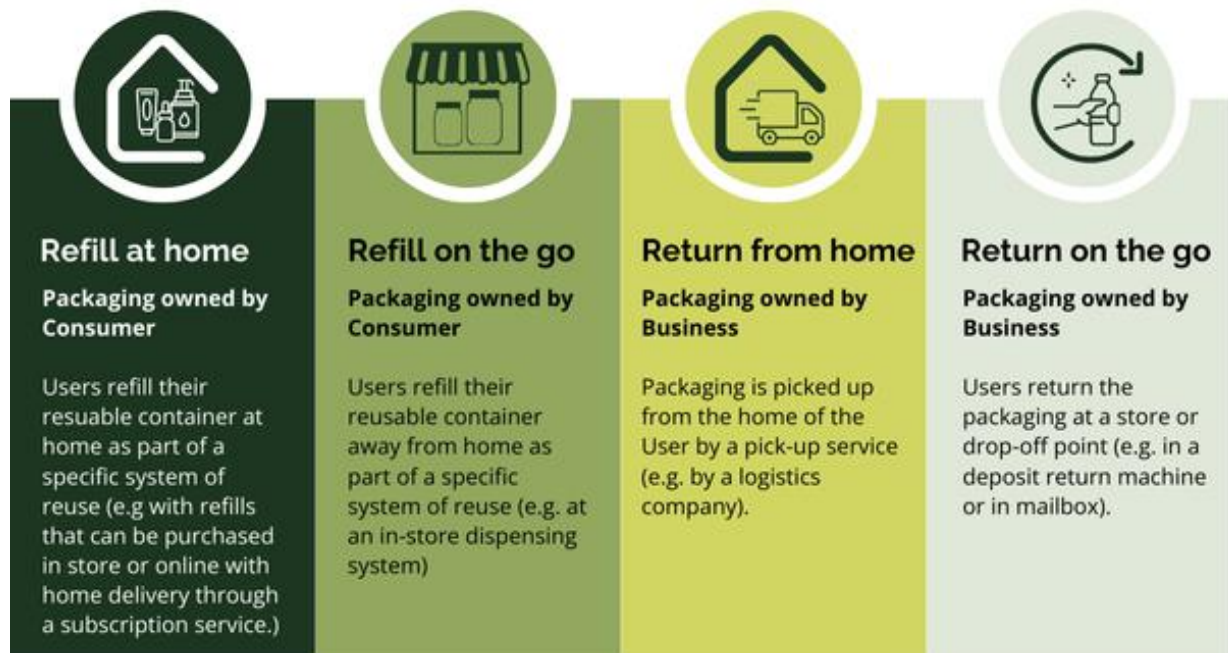 Refill at home
Packaging owned by
Consumer
Users refill their
resuable container at
home as part of a
specific system of
reuse (e.g with refills
that can be purchased
in store or online with
home delivery through
a subscription service.)
Refill on the go
Packaging owned by
Consumer
Users refill their
reusable container
away from home as
part of a specific
system of reuse (e.g. at
an in-store dispensing
system)
Return from home
Packaging owned by
Business
Packaging is picked up
from the home of the
User by a pick-up service
(e.g. by a logistics
company).
Return on the go
Packaging owned by
Business
Users return the
packaging at a store or
drop-off point (e.g. in a
deposit return machine
or in mailbox).